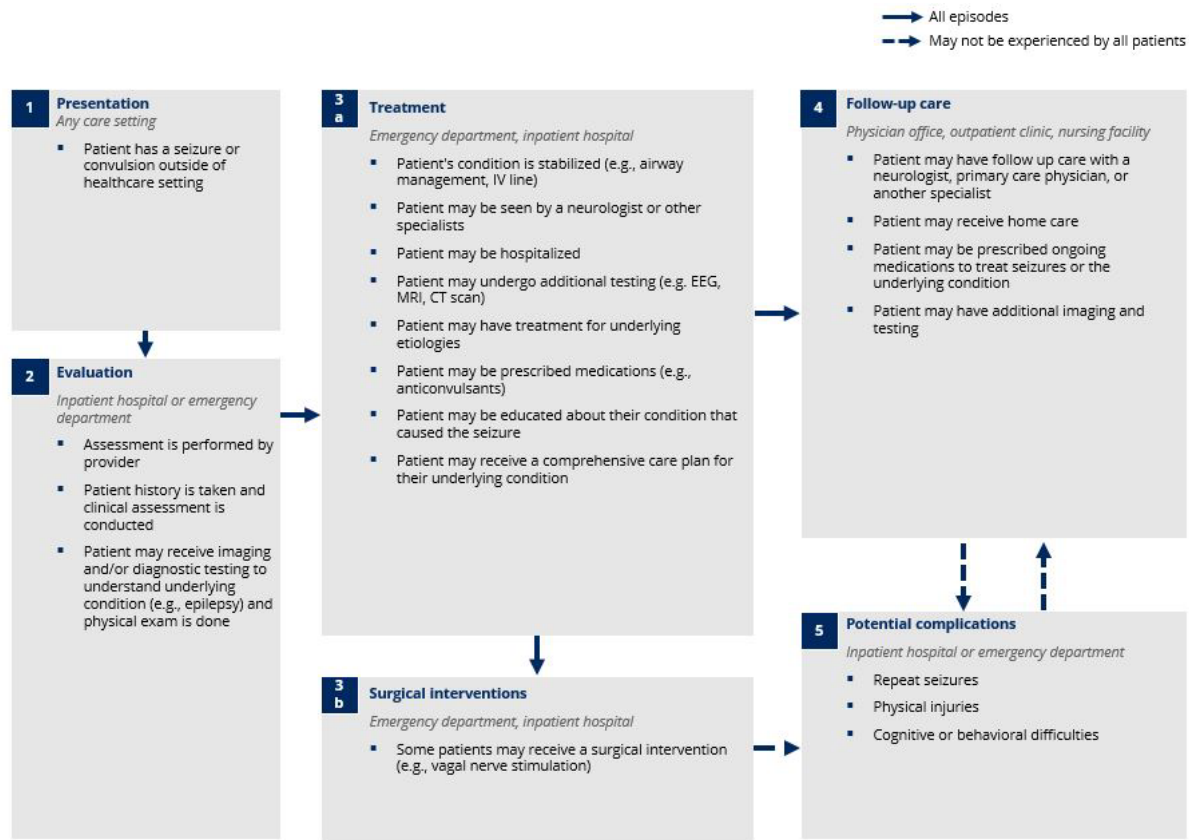 All episodes
May not be experienced by all patients
1
Presentation
Any care setting
▪ Patient has a seizure or
convulsion outside of
healthcare setting
2
Evaluation
Inpatient hospital or emergency
department
▪ Assessment is performed by
provider
▪ Patient history is taken and
clinical assessment is
conducted
▪ Patient may receive imaging
and/or diagnostic testing to
understand underlying
condition (e.g., epilepsy) and
physical exam is done
3
a
Treatment
Emergency department, inpatient hospital
▪ Patient's condition is stabilized (e.g., airway
management, IV line)
▪ Patient may be seen by a neurologist or other
specialists
▪ Patient may be hospitalized
▪ Patient may undergo additional testing (e.g. EEG,
MRI, CT scan)
▪ Patient may have treatment for underlying
etiologies
▪ Patient may be prescribed medications (e.g.,
anticonvulsants)
▪ Patient may be educated about their condition that
caused the seizure
▪ Patient may receive a comprehensive care plan for
their underlying condition
3
b
Surgical interventions
Emergency department, inpatient hospital
▪ Some patients may receive a surgical intervention
(e.g., vagal nerve stimulation)
4
Follow-up care
Physician office, outpatient clinic, nursing facility
▪ Patient may have follow up care with a
neurologist, primary care physician, or
another specialist
▪ Patient may receive home care
▪ Patient may be prescribed ongoing
medications to treat seizures or the
underlying condition
▪ Patient may have additional imaging and
testing
5
Potential complications
Inpatient hospital or emergency department
▪ Repeat seizures
▪ Physical injuries
▪ Cognitive or behavioral difficulties